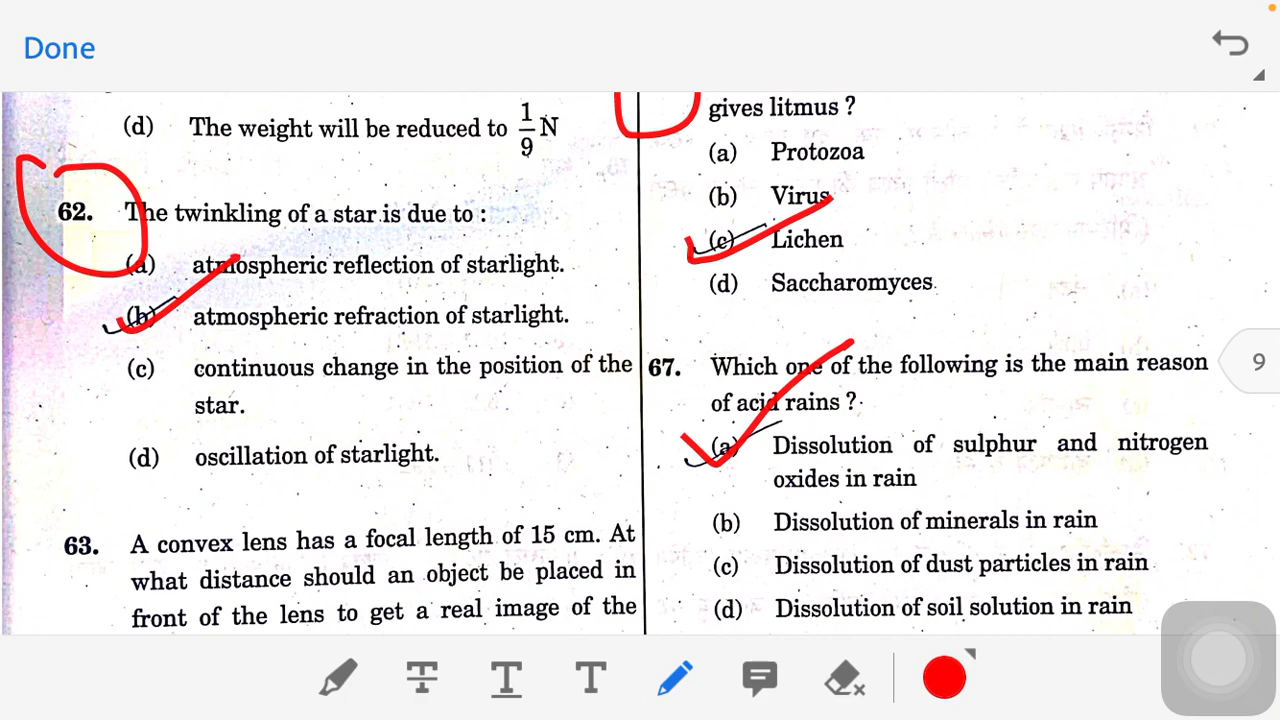 Done
(d) The weight will be reduced to 1/9 N
62. The twinkling of a star is due to :
(a) atmospheric reflection of starlight.
(b) atmospheric refraction of starlight.
(c) continuous change in the position of the
star.
(d) oscillation of starlight.
63. A convex lens has a focal length of 15 cm. At
what distance should an object be placed in
front of the lens to get a real image of the
gives litmus ?
(a) Protozoa
(b) Virus
(c) Lichen
(d) Saccharomyces
67. Which one of the following is the main reason
of acid rains ?
(a) Dissolution of sulphur and nitrogen
oxides in rain
(b) Dissolution of minerals in rain
(c) Dissolution of dust particles in rain
(d) Dissolution of soil solution in rain
9
T T T